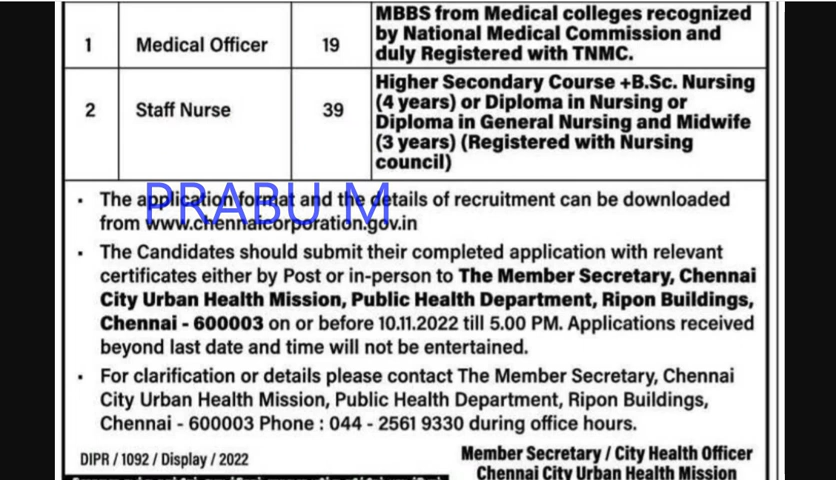 1 Medical Officer 19 MBBS from Medical colleges recognized
by National Medical Commission and
duly Registered with TNMC.
2 Staff Nurse 39 Higher Secondary Course +B.Sc. Nursing
(4 years) or Diploma in Nursing or
Diploma in General Nursing and Midwife
(3 years) (Registered with Nursing
council)
PRABU M
• The application format and the details of recruitment can be downloaded
from www.chennaicorporation.gov.in
• The Candidates should submit their completed application with relevant
certificates either by Post or in-person to The Member Secretary, Chennai
City Urban Health Mission, Public Health Department, Ripon Buildings,
Chennai - 600003 on or before 10.11.2022 till 5.00 PM. Applications received
beyond last date and time will not be entertained.
• For clarification or details please contact The Member Secretary, Chennai
City Urban Health Mission, Public Health Department, Ripon Buildings,
Chennai - 600003 Phone : 044 - 2561 9330 during office hours.
DIPR / 1092 / Display / 2022
Member Secretary / City Health Officer
Chennai City Urban Health Mission